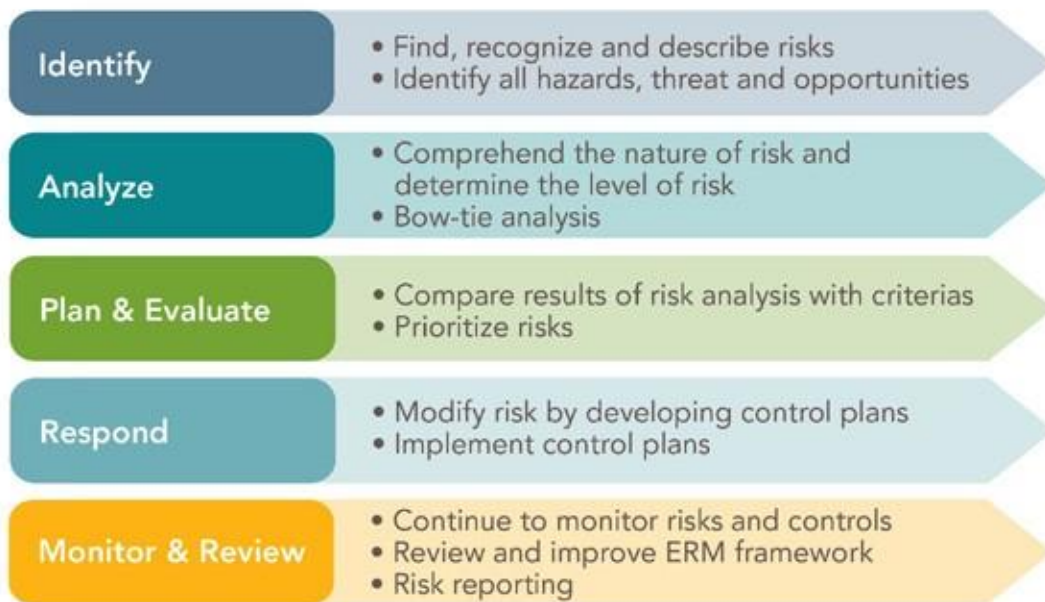 Identify
• Find, recognize and describe risks
• Identify all hazards, threat and opportunities
Analyze
• Comprehend the nature of risk and
determine the level of risk
• Bow-tie analysis
Plan & Evaluate
• Compare results of risk analysis with criterias
• Prioritize risks
Respond
• Modify risk by developing control plans
• Implement control plans
Monitor & Review
• Continue to monitor risks and controls
• Review and improve ERM framework
• Risk reporting